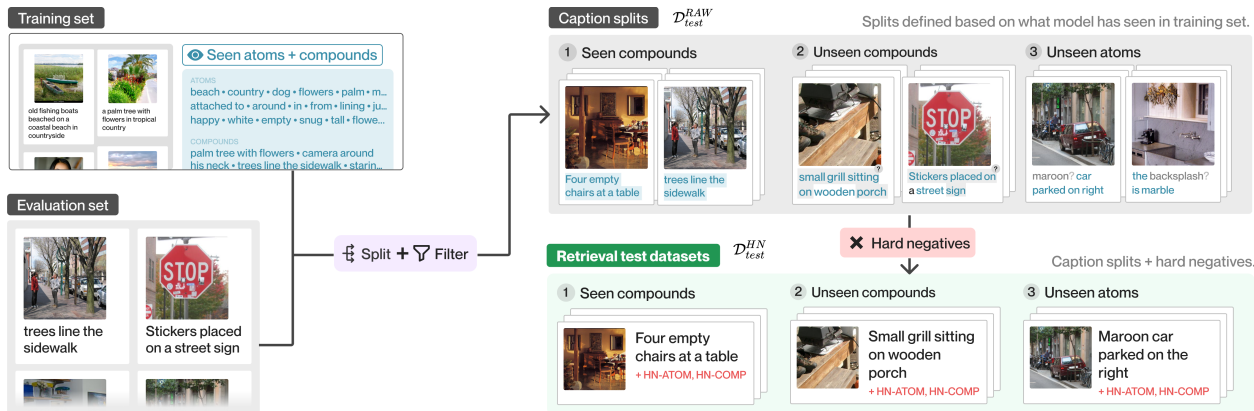 Training set
old fishing boats
beached on a
coastal beach in
countryside
a palm tree with
flowers in tropical
country
Seen atoms + compounds
ATOMS
beach • country • dog • flowers • palm • m...
attached to • around • in • from • lining • ju...
happy • white • empty • snug • tall • flowe...
COMPOUNDS
palm tree with flowers • camera around
his neck • trees line the sidewalk • starin...
Evaluation set
trees line the
sidewalk
STOP
Stickers placed
on a street sign
Split + Filter
Caption splits
D_test^RAW
Splits defined based on what model has seen in training set.
1 Seen compounds
Four empty
chairs at a table
trees line the
sidewalk
2 Unseen compounds
small grill sitting
on wooden porch
?
STOP
Stickers placed on
a street sign
?
3 Unseen atoms
maroon? car
parked on right
the backsplash?
is marble
Hard negatives
Retrieval test datasets
D_test^HN
Caption splits + hard negatives.
1 Seen compounds
Four empty
chairs at a table
+ HN-ATOM, HN-COMP
2 Unseen compounds
Small grill sitting
on wooden
porch
+ HN-ATOM, HN-COMP
3 Unseen atoms
Maroon car
parked on the
right
+ HN-ATOM, HN-COMP